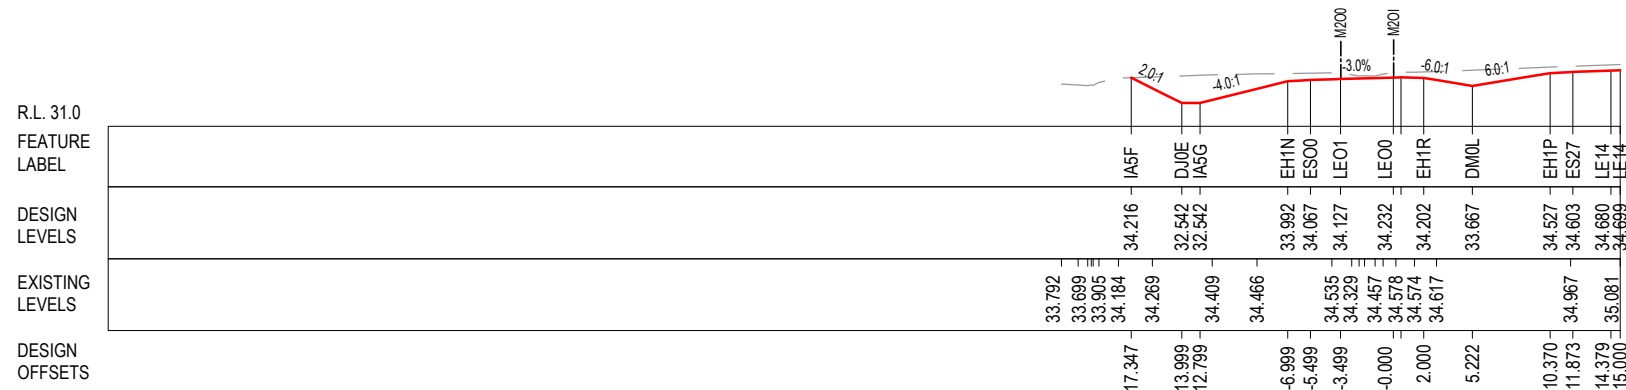 M2O0 M2OI
2.0:1 -4.0:1 -3.0% -6.0:1 6.0:1
R.L. 31.0
FEATURE
LABEL
IA5F DJ0E IA5G EH1N ESO0 LEO1 LEO0 EH1R DM0L EH1P ES27 LE14 LE14
DESIGN
LEVELS
34.216 32.542 32.542 33.992 34.067 34.127 34.232 34.202 33.667 34.527 34.603 34.680 34.699
EXISTING
LEVELS
33.792 33.699 33.905 34.184 34.269 34.409 34.466 34.535 34.329 34.457 34.578 34.574 34.617 34.967 35.081
DESIGN
OFFSETS
17.347 13.999 12.799 -6.999 -5.499 -3.499 -0.000 2.000 5.222 10.370 11.873 14.379 15.000